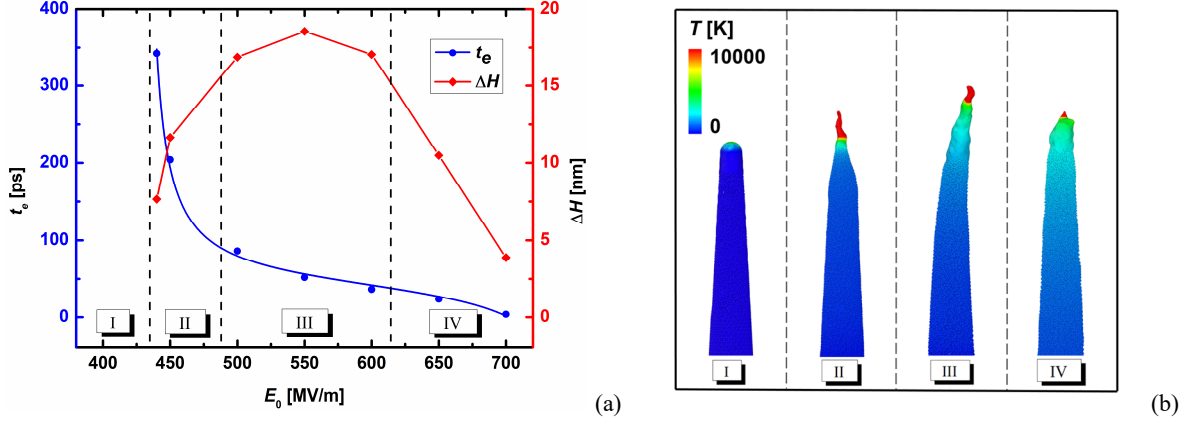 400
350
300
250
200
150
100
50
0
t_e [ps]
20
15
10
5
0
ΔH [nm]
t_e
ΔH
I
II
III
IV
400 450 500 550 600 650 700
E_0 [MV/m]
(a)
T [K]
10000
0
I
II
III
IV
(b)